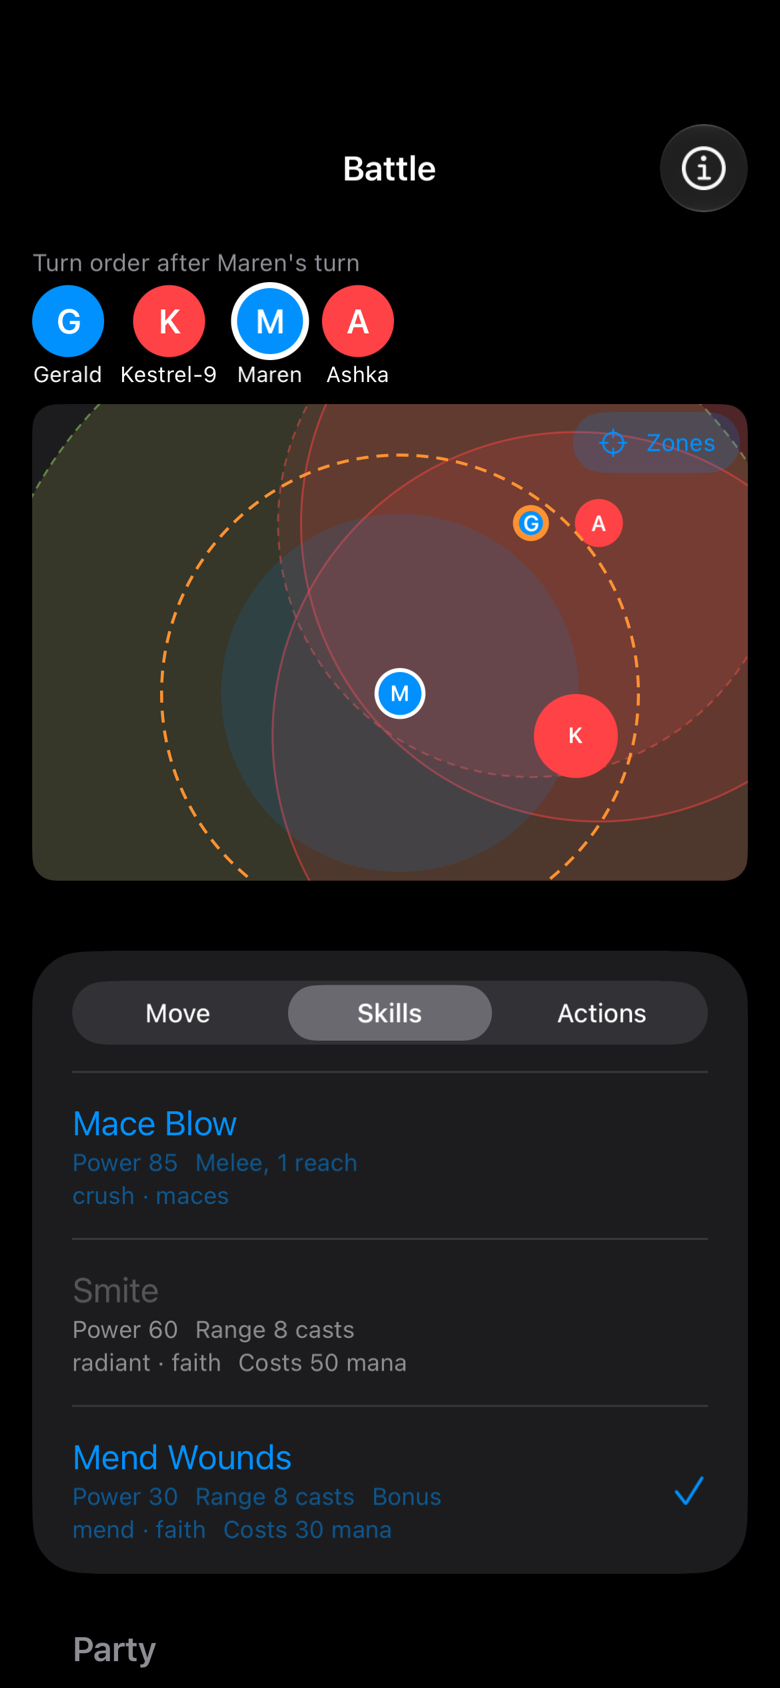 Battle
Turn order after Maren's turn
G K M A
Gerald Kestrel-9 Maren Ashka
Zones
G A
M
K
Move Skills Actions
Mace Blow
Power 85 Melee, 1 reach
crush · maces
Smite
Power 60 Range 8 casts
radiant · faith Costs 50 mana
Mend Wounds
Power 30 Range 8 casts Bonus
mend · faith Costs 30 mana
Party